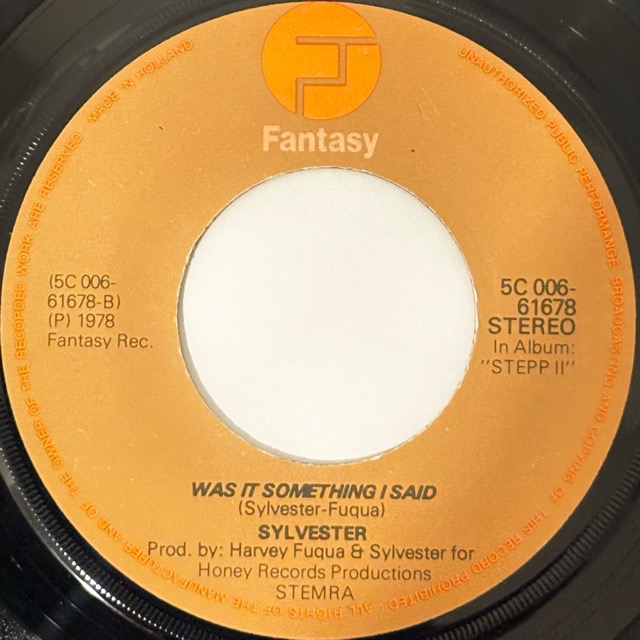 Fantasy
MADE IN HOLLAND
UNAUTHORIZED PUBLIC PERFORMANCE BROADCASTING AND COPYING OF THIS RECORD PROHIBITED
ALL RIGHTS OF THE MANUFACTURER AND OF THE OWNER OF THE RECORDED WORK ARE RESERVED
(5C 006-
61678-B)
(P) 1978
Fantasy Rec.
5C 006-
61678
STEREO
In Album:
"STEPP II"
WAS IT SOMETHING I SAID
(Sylvester-Fuqua)
SYLVESTER
Prod. by: Harvey Fuqua & Sylvester for
Honey Records Productions
STEMRA